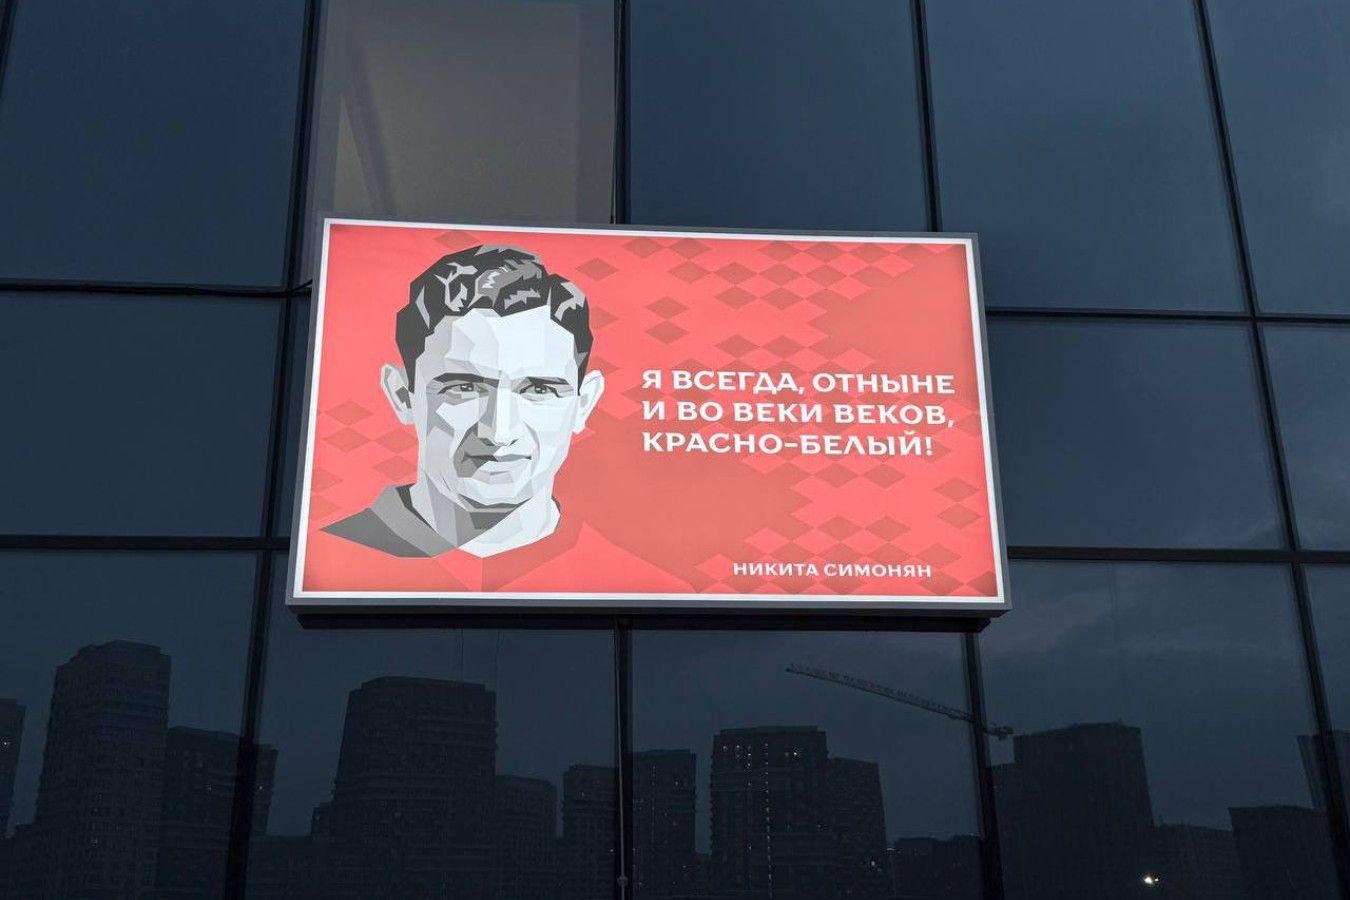 Я ВСЕГДА, ОТНЫНЕ
И ВО ВЕКИ ВЕКОВ,
КРАСНО-БЕЛЫЙ!
НИКИТА СИМОНЯН